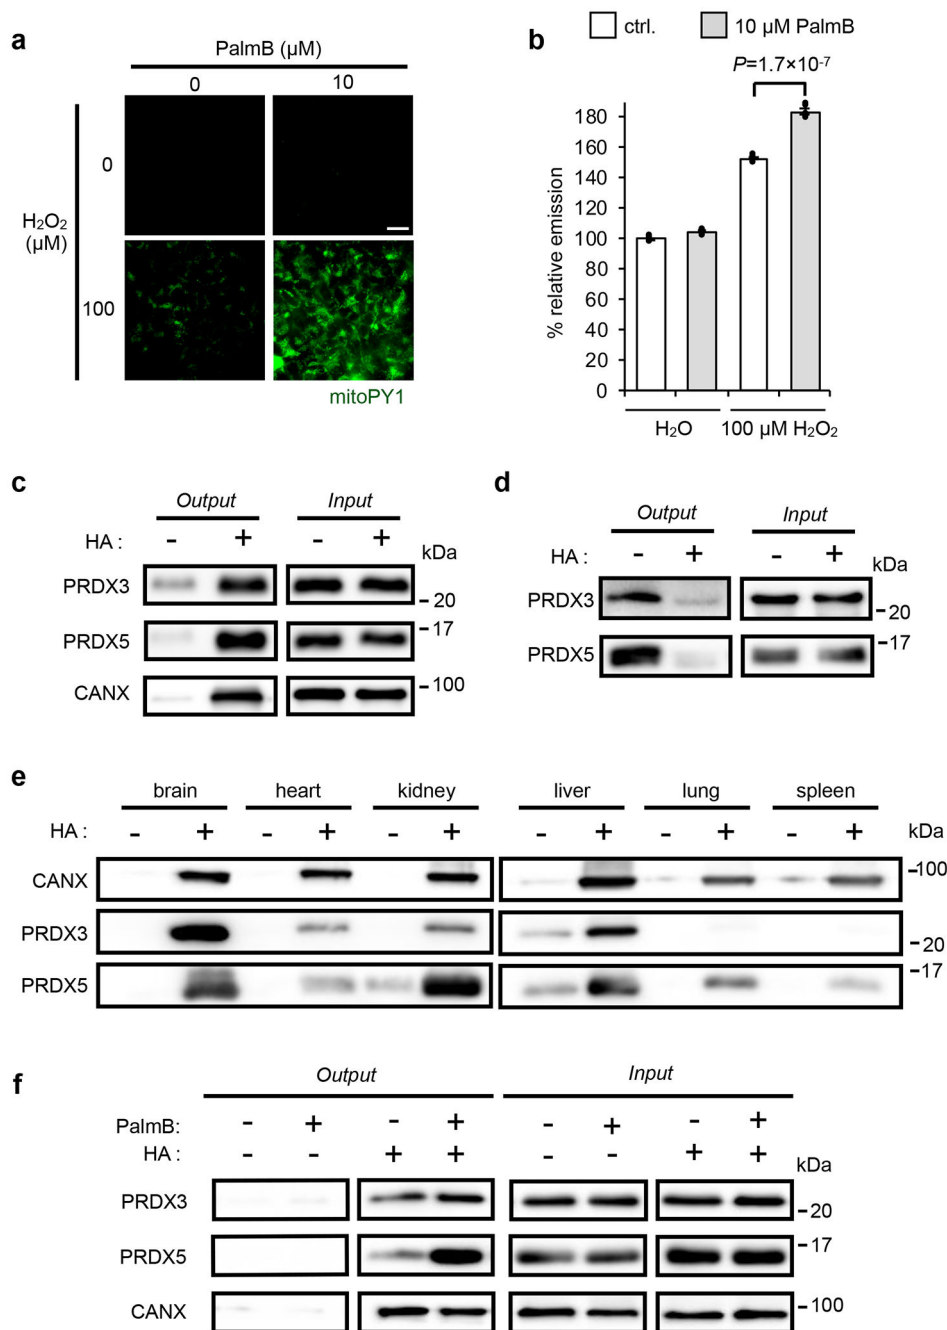 a
PalmB (µM)
0 10
0
H₂O₂
(µM)
100
mitoPY1
b
ctrl. 10 µM PalmB
P=1.7×10⁻⁷
180
160
140
120
100
80
60
40
20
0
% relative emission
H₂O 100 µM H₂O₂
c
Output Input
HA : - + - + kDa
PRDX3 20
PRDX5 17
CANX 100
d
Output Input
HA : - + - + kDa
PRDX3 20
PRDX5 17
e
brain heart kidney liver lung spleen
HA : - + - + - + - + - + - + kDa
CANX 100
PRDX3 20
PRDX5 17
f
Output Input
PalmB: - + - + - + - +
HA : - - + + - - + + kDa
PRDX3 20
PRDX5 17
CANX 100